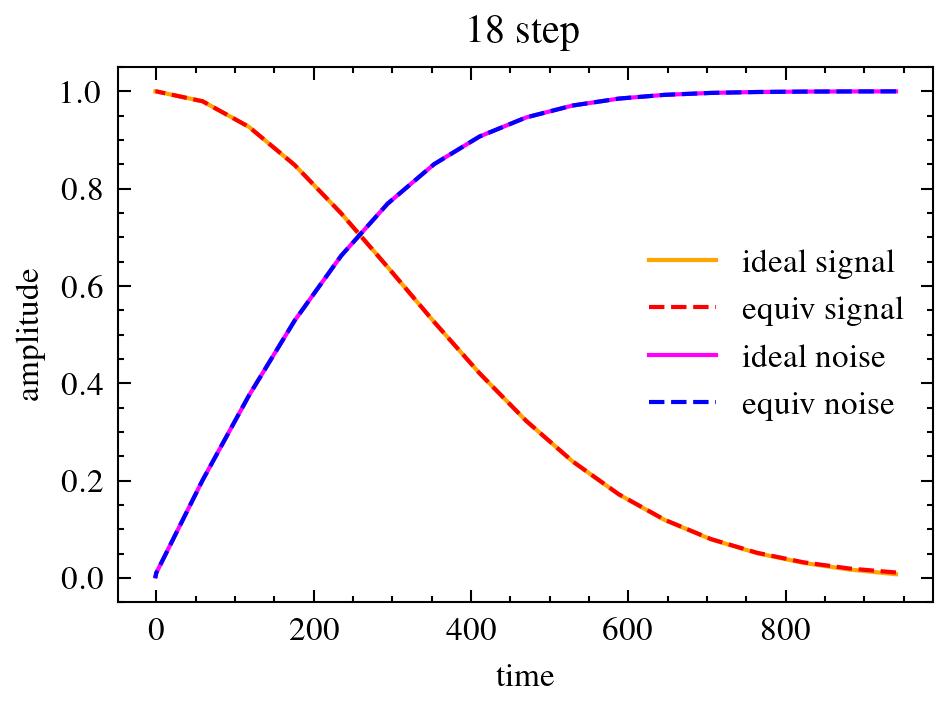 18 step
1.0
0.8
0.6
0.4
0.2
0.0
amplitude
ideal signal
equiv signal
ideal noise
equiv noise
0 200 400 600 800
time